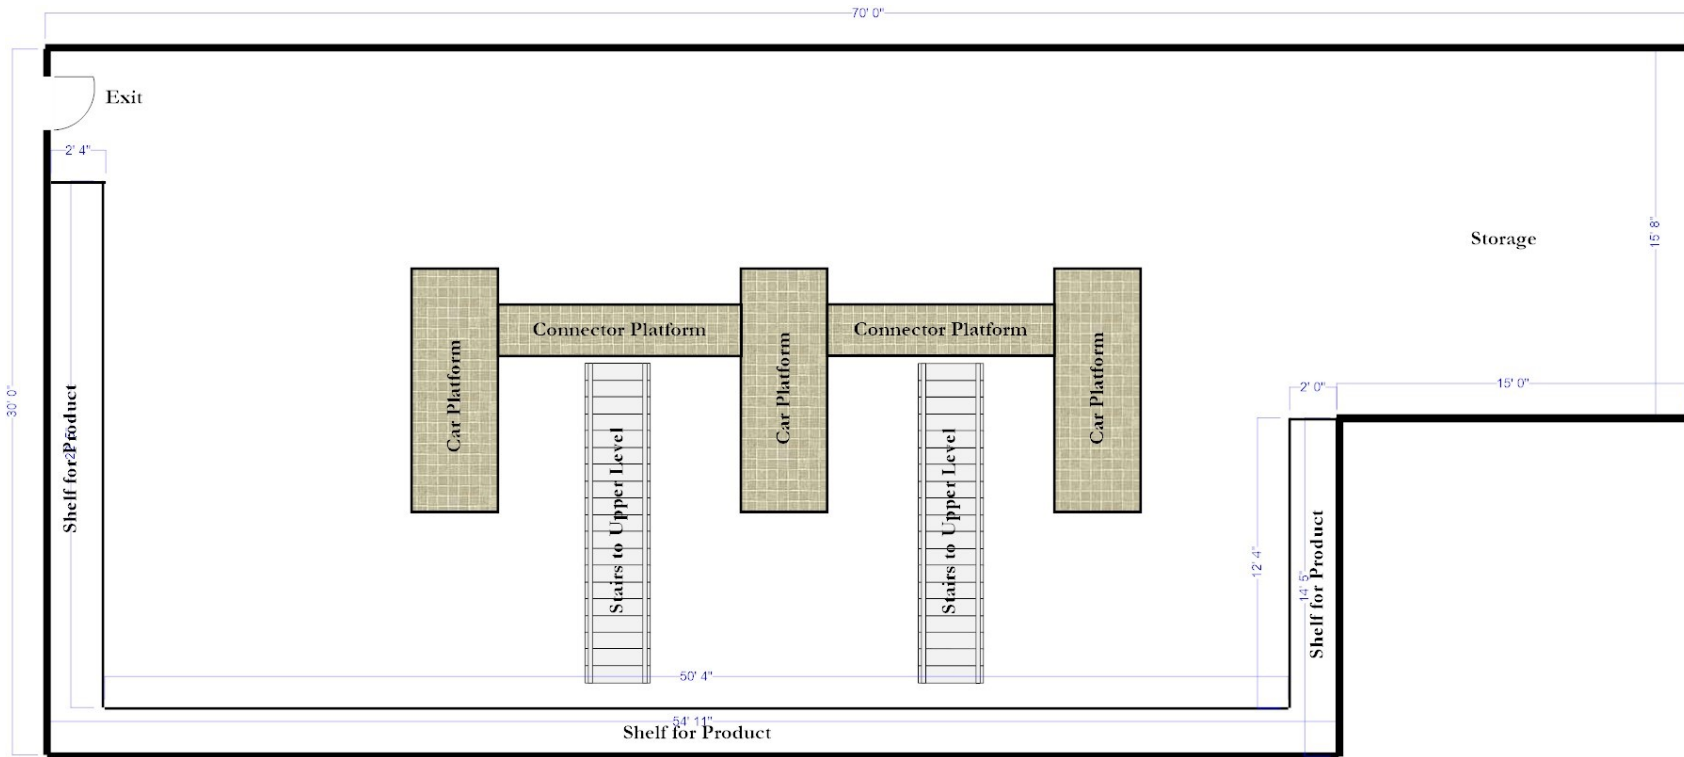 70' 0"
Exit
2' 4"
Storage
15' 8"
Connector Platform
Connector Platform
Car Platform
Car Platform
Car Platform
30' 0"
Shelf for Product
Stairs to Upper Level
Stairs to Upper Level
2' 0"
15' 0"
12' 4"
14' 5"
Shelf for Product
50' 4"
54' 11"
Shelf for Product